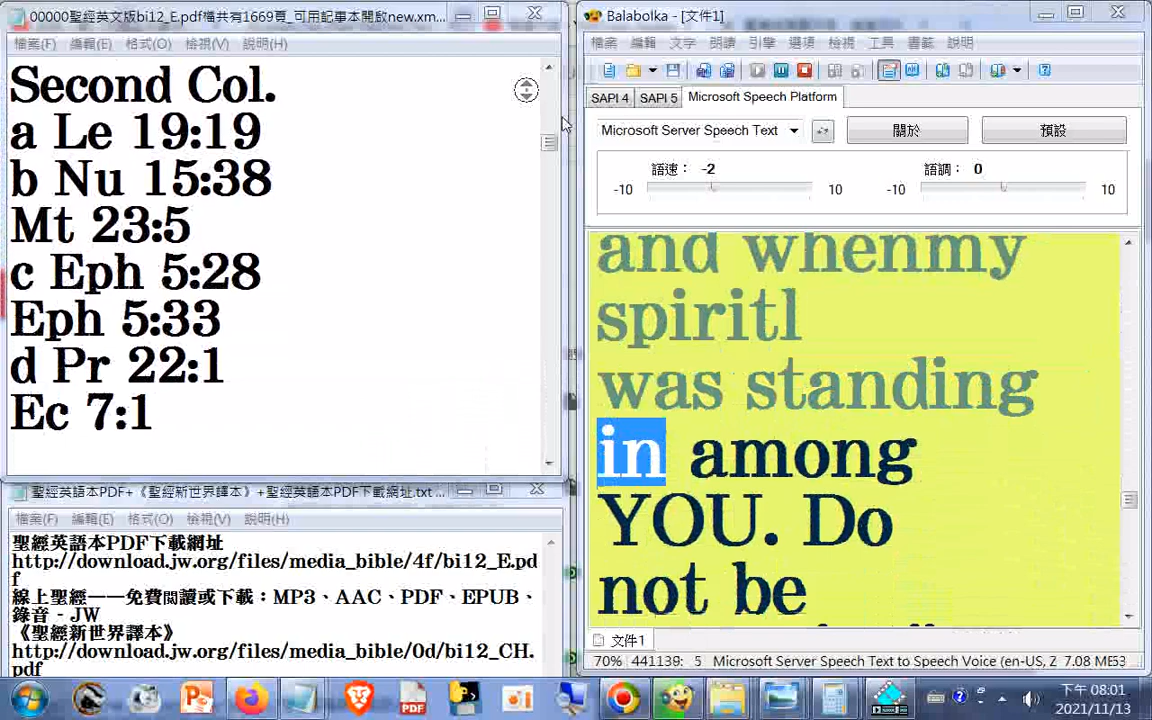 00000聖經英文版bi12_E.pdf檔共有1669頁_可用記事本開啟new.xm...
檔案(F) 編輯(E) 格式(O) 檢視(V) 說明(H)
Second Col.
a Le 19:19
b Nu 15:38
Mt 23:5
c Eph 5:28
Eph 5:33
d Pr 22:1
Ec 7:1
聖經英語本PDF+《聖經新世界譯本》+聖經英語本PDF下載網址.txt ...
檔案(F) 編輯(E) 格式(O) 檢視(V) 說明(H)
聖經英語本PDF下載網址
http://download.jw.org/files/media_bible/4f/bi12_E.pd
f
線上聖經——免費閱讀或下載：MP3、AAC、PDF、EPUB、
錄音 - JW
《聖經新世界譯本》
http://download.jw.org/files/media_bible/0d/bi12_CH.
pdf
Balabolka - [文件1]
檔案 編輯 文字 朗讀 引擎 選項 檢視 工具 書籤 說明
SAPI 4 SAPI 5 Microsoft Speech Platform
Microsoft Server Speech Text 關於 預設
語速： -2 語調： 0
-10 10 -10 10
and whenmy
spiritl
was standing
in among
YOU. Do
not be
文件1
70% 441139: 5 Microsoft Server Speech Text to Speech Voice (en-US, Z 7.08 ME53
PDF
下午 08:01
2021/11/13